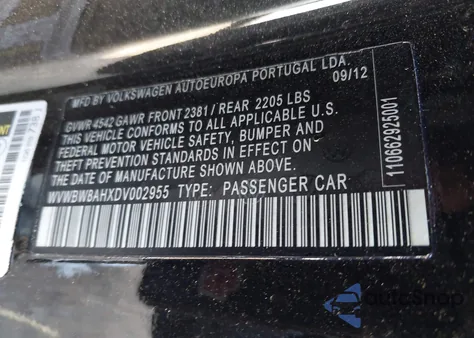 MFD BY VOLKSWAGEN AUTOEUROPA PORTUGAL LDA.
09/12
GVWR 4542 GAWR FRONT 2381 / REAR 2205 LBS
THIS VEHICLE CONFORMS TO ALL APPLICABLE U.S.
FEDERAL MOTOR VEHICLE SAFETY, BUMPER AND
THEFT PREVENTION STANDARDS IN EFFECT ON THE
DATE OF MANUFACTURE SHOWN ABOVE.
WVWBW8AHXDV002955 TYPE: PASSENGER CAR
1110662925001
AutoSnap